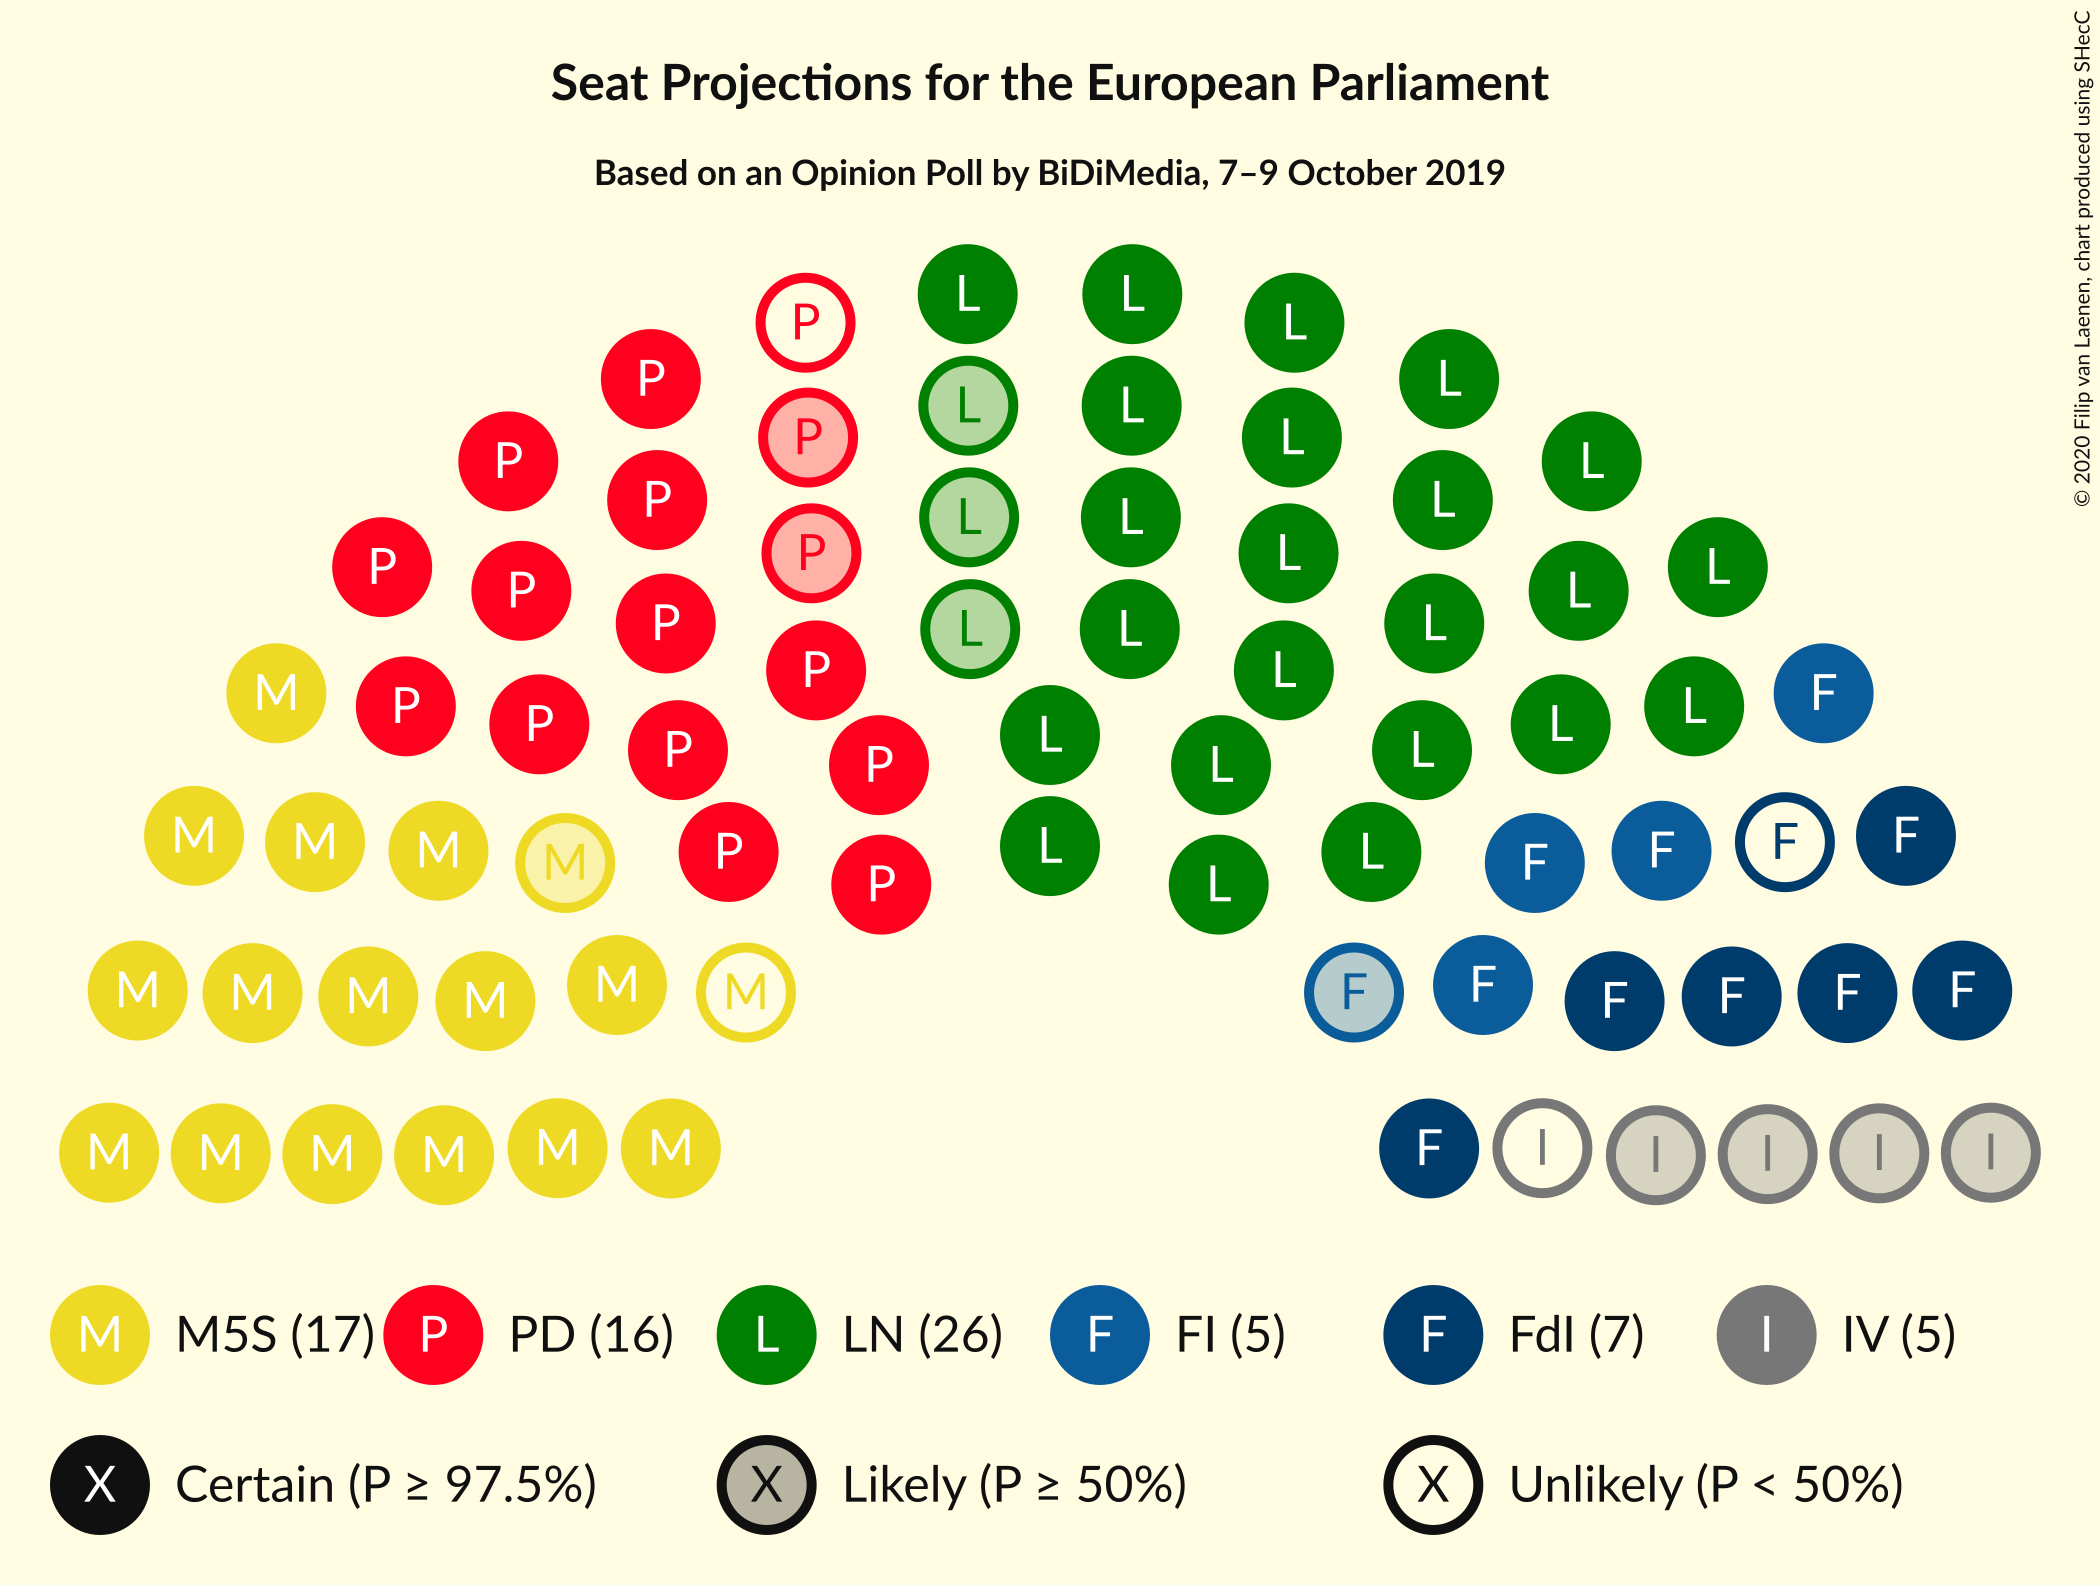 Seat Projections for the European Parliament
Based on an Opinion Poll by BiDiMedia, 7–9 October 2019
© 2020 Filip van Laenen, chart produced using SHecC
L L
P L L
P L
L L
P L
P L
P L
P L
L L
P L
P L
P L
P L
P L
L L
P L
M F
P L
P L
P L
L
P L
M M M M F F F F
P L
L
P L
M M M M M M F F F F F F
M M M M M M F I I I I I
M M5S (17) P PD (16) L LN (26) F FI (5) F FdI (7) I IV (5)
X Certain (P ≥ 97.5%) X Likely (P ≥ 50%) X Unlikely (P < 50%)